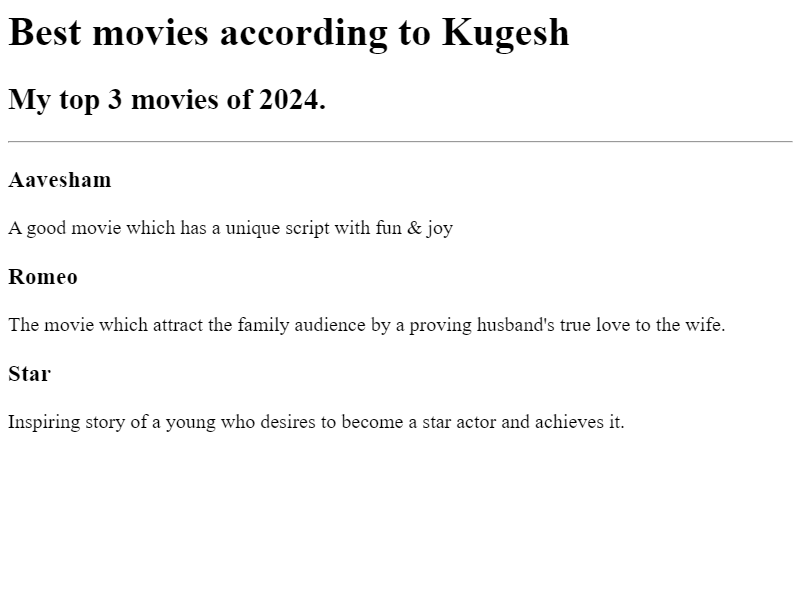 Best movies according to Kugesh
My top 3 movies of 2024.
Aavesham
A good movie which has a unique script with fun & joy
Romeo
The movie which attract the family audience by a proving husband's true love to the wife.
Star
Inspiring story of a young who desires to become a star actor and achieves it.